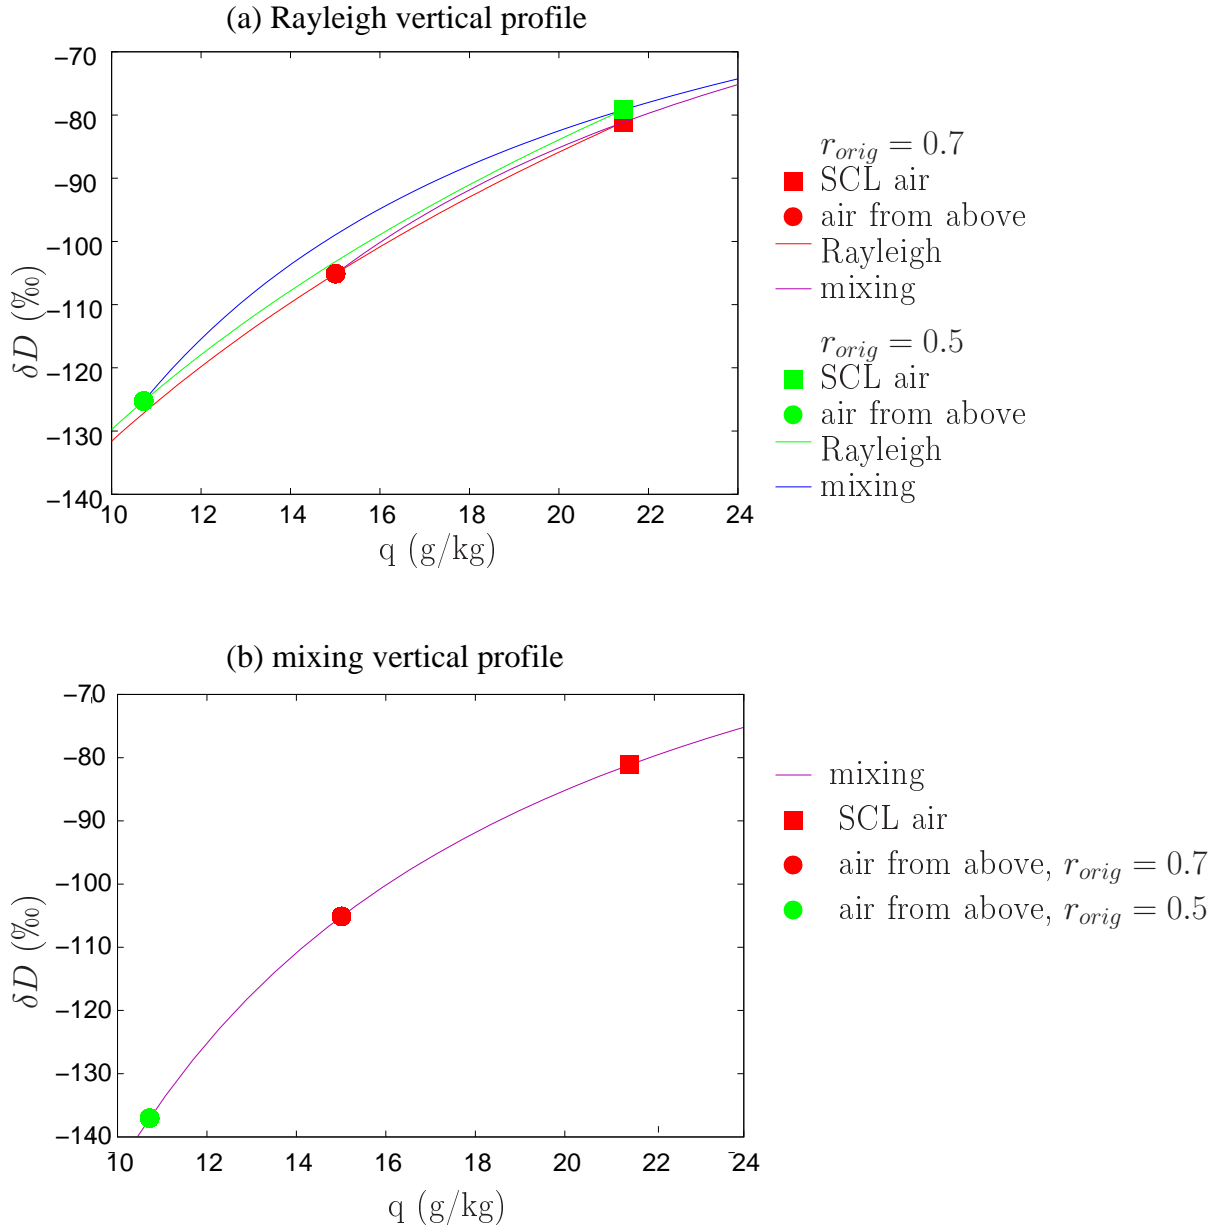 (a) Rayleigh vertical profile
−70
−80
−90
−100
−110
−120
−130
−140
δD (‰)
10 12 14 16 18 20 22 24
q (g/kg)
r_orig = 0.7
SCL air
air from above
Rayleigh
mixing
r_orig = 0.5
SCL air
air from above
Rayleigh
mixing
(b) mixing vertical profile
−70
−80
−90
−100
−110
−120
−130
−140
δD (‰)
10 12 14 16 18 20 22 24
q (g/kg)
mixing
SCL air
air from above, r_orig = 0.7
air from above, r_orig = 0.5